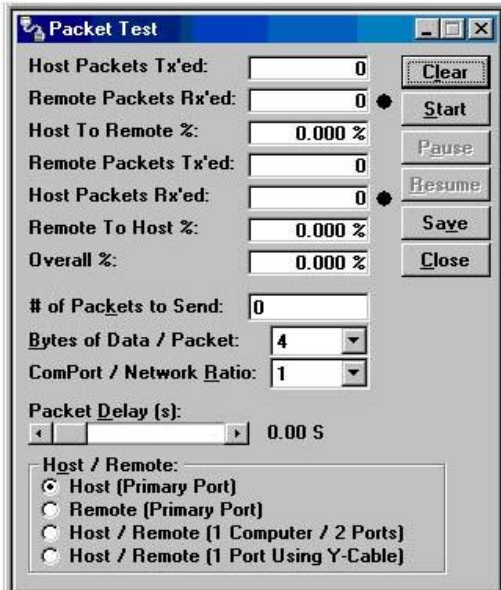 Packet Test
Host Packets Tx'ed: 0
Clear
Remote Packets Rx'ed: 0
Start
Host To Remote %: 0.000 %
Pause
Remote Packets Tx'ed: 0
Resume
Host Packets Rx'ed: 0
Remote To Host %: 0.000 %
Save
Overall %: 0.000 %
Close
# of Packets to Send: 0
Bytes of Data / Packet: 4
ComPort / Network Ratio: 1
Packet Delay (s):
0.00 S
Host / Remote:
Host (Primary Port)
Remote (Primary Port)
Host / Remote (1 Computer / 2 Ports)
Host / Remote (1 Port Using Y-Cable)